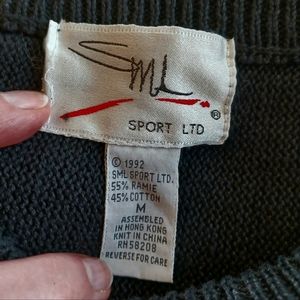 SML
®
SPORT LTD
© 1992
SML SPORT LTD.
55% RAMIE
45% COTTON
M
ASSEMBLED
IN HONG KONG
KNIT IN CHINA
RH58208
REVERSE FOR CARE